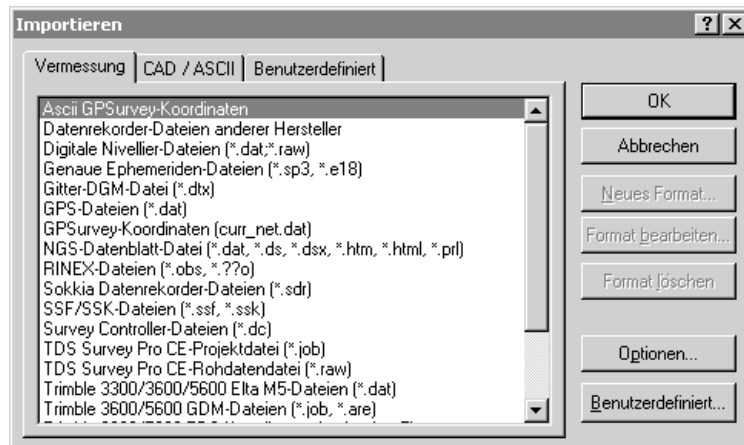 Importieren
Vermessung
CAD / ASCII
Benutzerdefiniert
Ascii GPSurvey-Koordinaten
Datenrekorder-Dateien anderer Hersteller
Digitale Nivellier-Dateien (*.dat;*.raw)
Genaue Ephemeriden-Dateien (*.sp3, *.e18)
Gitter-DGM-Datei (*.dtx)
GPS-Dateien (*.dat)
GPSurvey-Koordinaten (curr_net.dat)
NGS-Datenblatt-Datei (*.dat, *.ds, *.dsx, *.htm, *.html, *.prl)
RINEX-Dateien (*.obs, *.??o)
Sokkia Datenrekorder-Dateien (*.sdr)
SSF/SSK-Dateien (*.ssf, *.ssk)
Survey Controller-Dateien (*.dc)
TDS Survey Pro CE-Projektdatei (*.job)
TDS Survey Pro CE-Rohdatendatei (*.raw)
Trimble 3300/3600/5600 Elta M5-Dateien (*.dat)
Trimble 3600/5600 GDM-Dateien (*.job, *.are)
OK
Abbrechen
Neues Format...
Format bearbeiten...
Format löschen
Optionen...
Benutzerdefiniert...